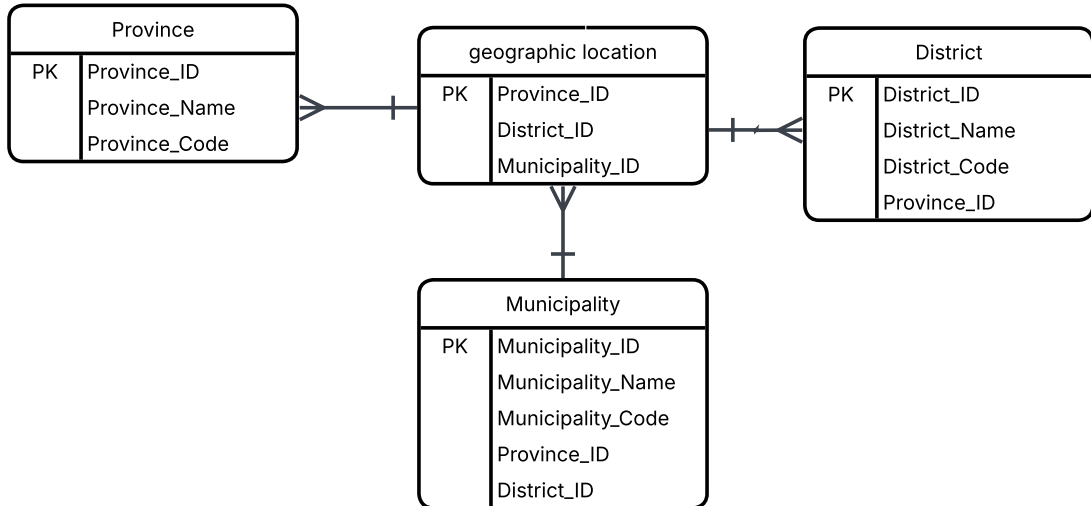 Province
PK Province_ID
Province_Name
Province_Code
geographic location
PK Province_ID
District_ID
Municipality_ID
District
PK District_ID
District_Name
District_Code
Province_ID
Municipality
PK Municipality_ID
Municipality_Name
Municipality_Code
Province_ID
District_ID